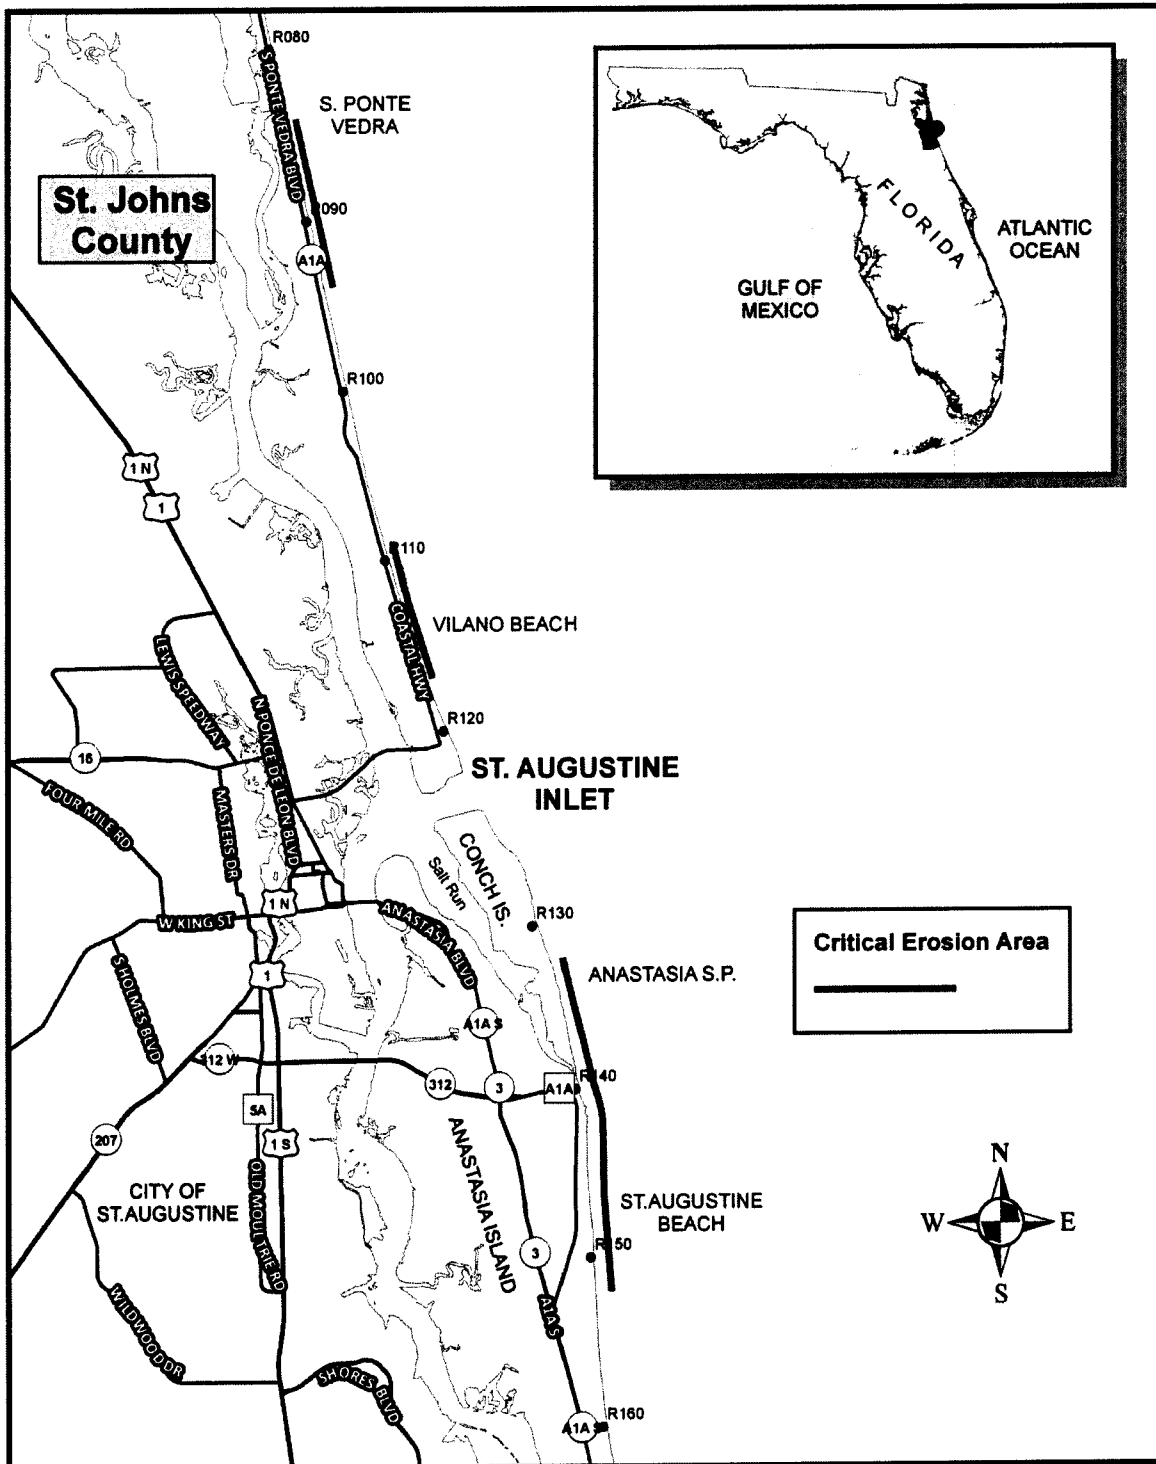 R080
S PONTE VEDRA BLVD
S. PONTE
VEDRA
St. Johns
County
R090
A1A
FLORIDA
ATLANTIC
OCEAN
GULF OF
MEXICO
R100
1 N
1
R110
COASTAL HWY
VILANO BEACH
LEWIS SPEEDWAY
N PONCE DE LEON BLVD
R120
16
ST. AUGUSTINE
INLET
FOUR MILE RD
MASTERS DR
CONCH IS.
Salt Run
1 N
W KING ST
ANASTASIA BLVD
R130
Critical Erosion Area
ANASTASIA S.P.
1
S HOLMES BLVD
A1A S
312 W
312
3
A1A
R140
5A
207
1 S
ANASTASIA ISLAND
CITY OF
ST.AUGUSTINE
OLD MOULTRIE RD
ST.AUGUSTINE
BEACH
N
W
E
S
R150
3
A1A S
WILDWOOD DR
SHORES BLVD
R160
A1A S